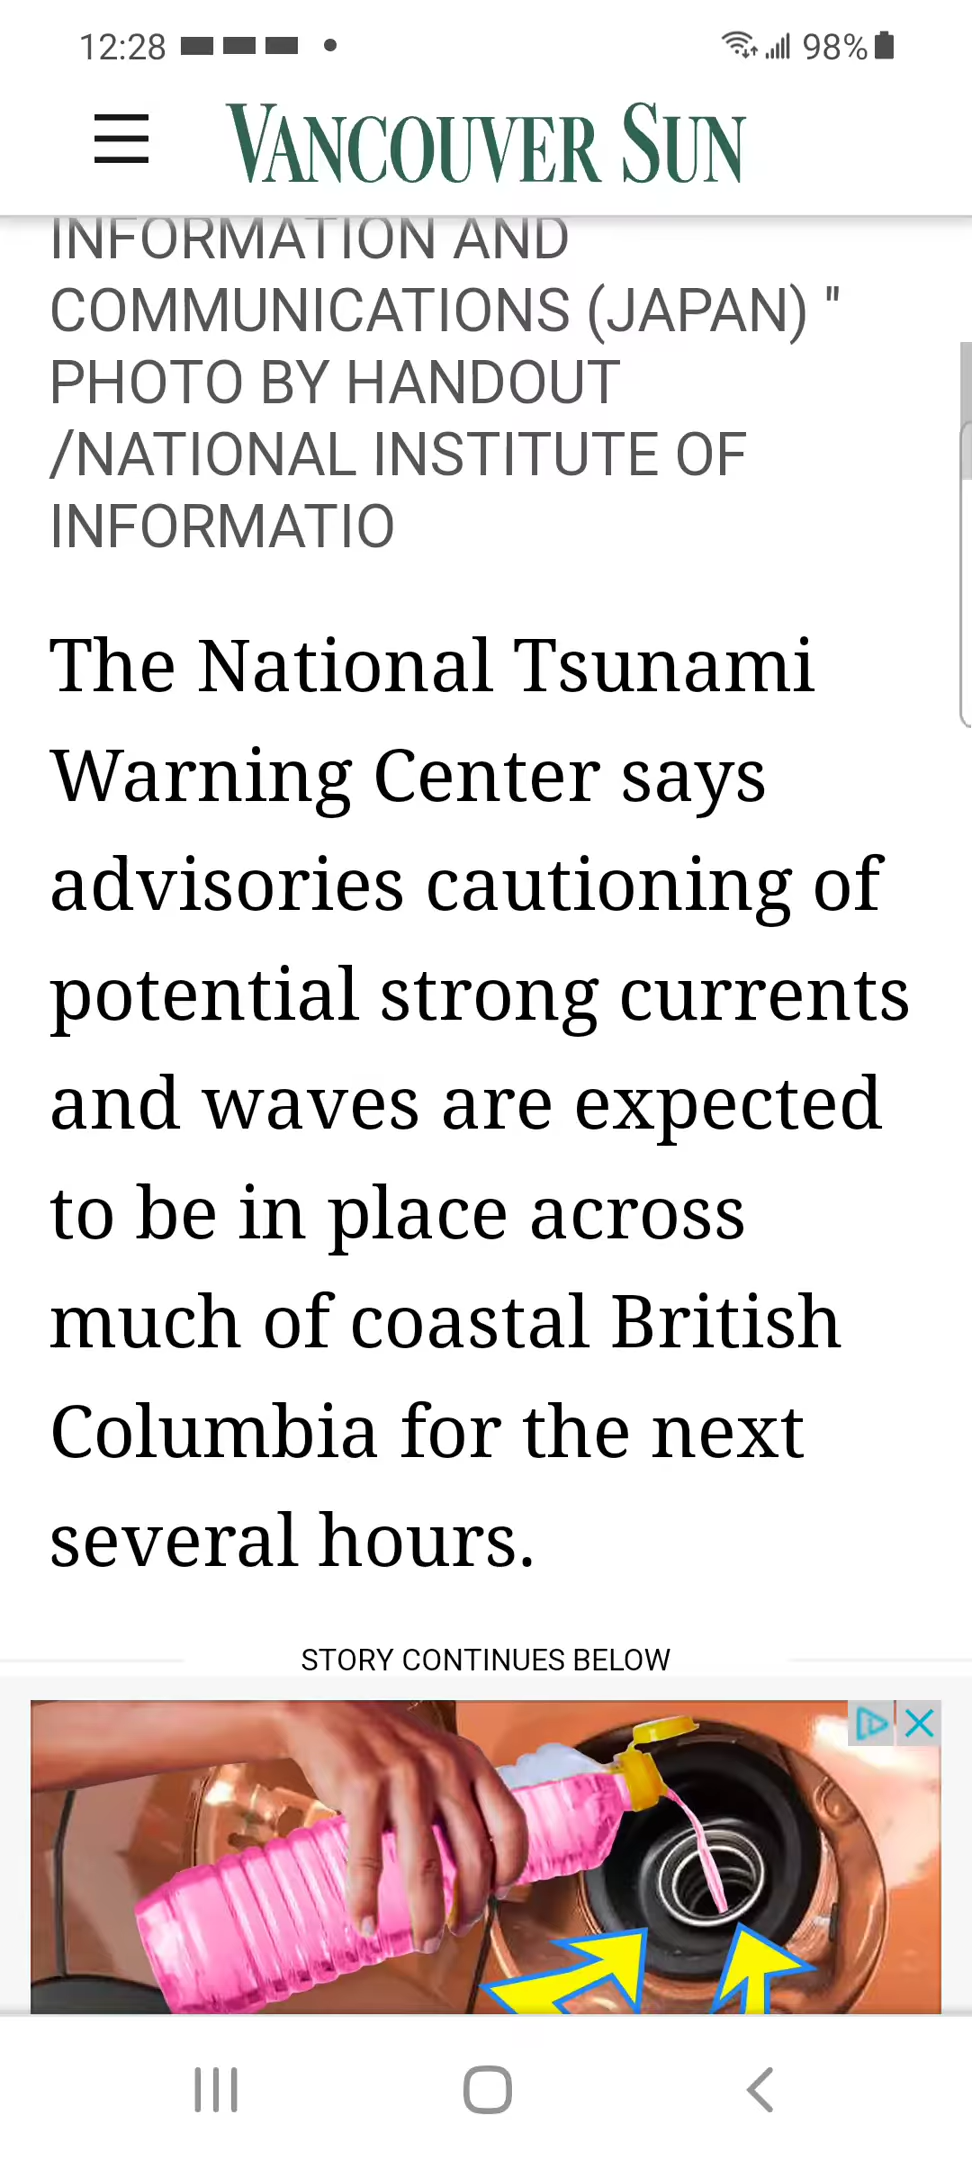 12:28
98%
VANCOUVER SUN
INFORMATION AND
COMMUNICATIONS (JAPAN) "
PHOTO BY HANDOUT
/NATIONAL INSTITUTE OF
INFORMATIO
The National Tsunami
Warning Center says
advisories cautioning of
potential strong currents
and waves are expected
to be in place across
much of coastal British
Columbia for the next
several hours.
STORY CONTINUES BELOW